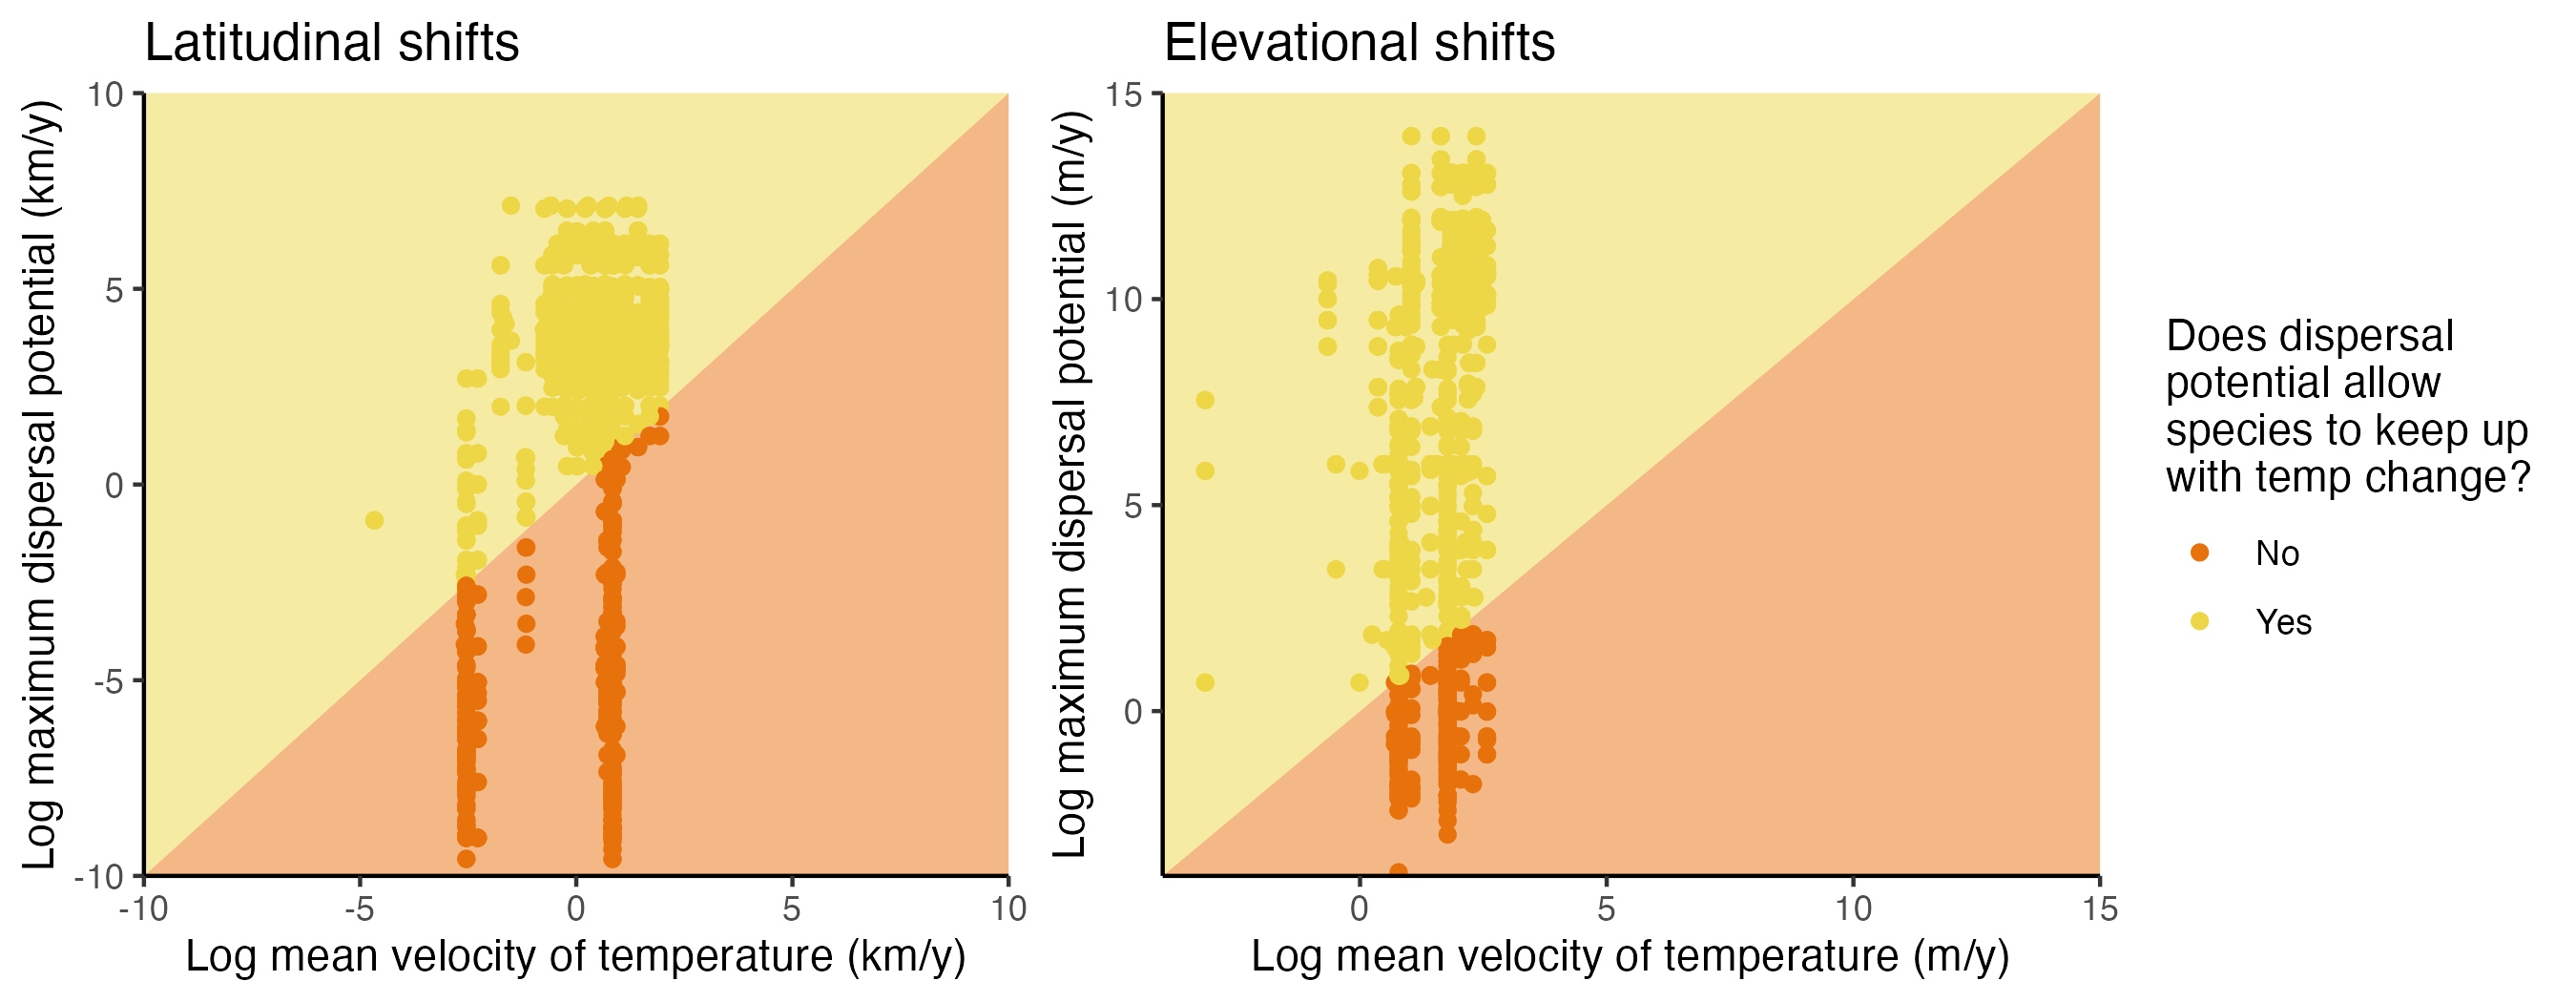 Latitudinal shifts
10
5
0
-5
-10
-10
-5
0
5
10
Log maximum dispersal potential (km/y)
Log mean velocity of temperature (km/y)
Elevational shifts
15
10
5
0
0
5
10
15
Log maximum dispersal potential (m/y)
Log mean velocity of temperature (m/y)
Does dispersal
potential allow
species to keep up
with temp change?
No
Yes